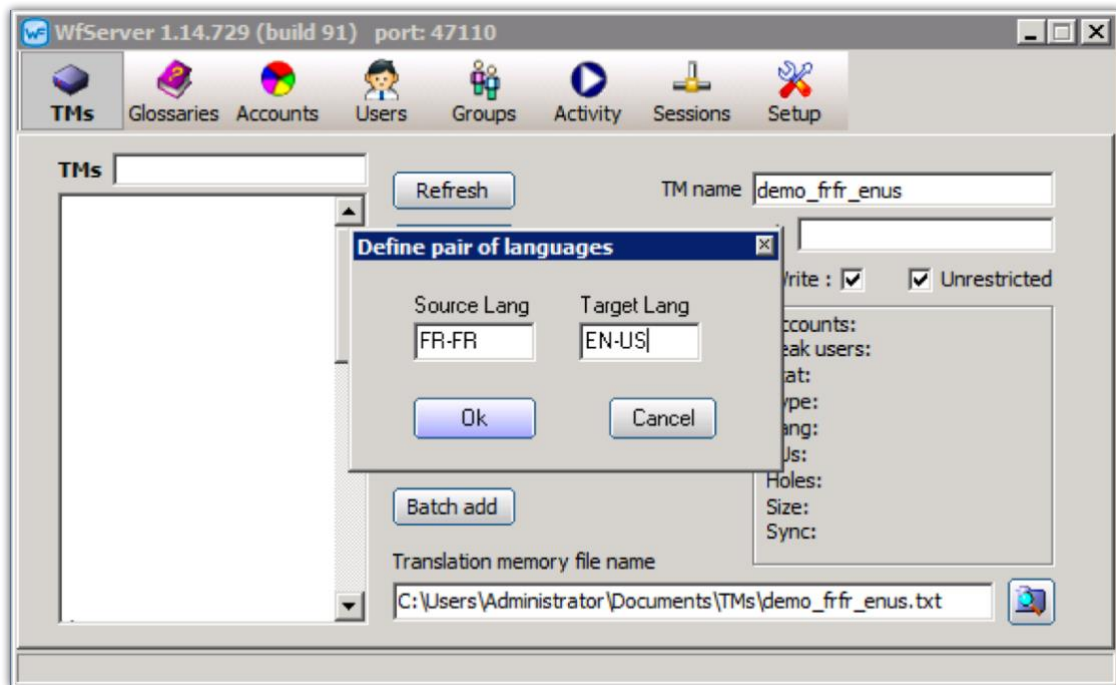 WfServer 1.14.729 (build 91) port: 47110
TMs Glossaries Accounts Users Groups Activity Sessions Setup
TMs
Refresh
TM name demo_frfr_enus
Define pair of languages
Source Lang Target Lang
FR-FR EN-US
Ok Cancel
Unrestricted
Holes:
Size:
Sync:
Batch add
Translation memory file name
C:\Users\Administrator\Documents\TMs\demo_frfr_enus.txt